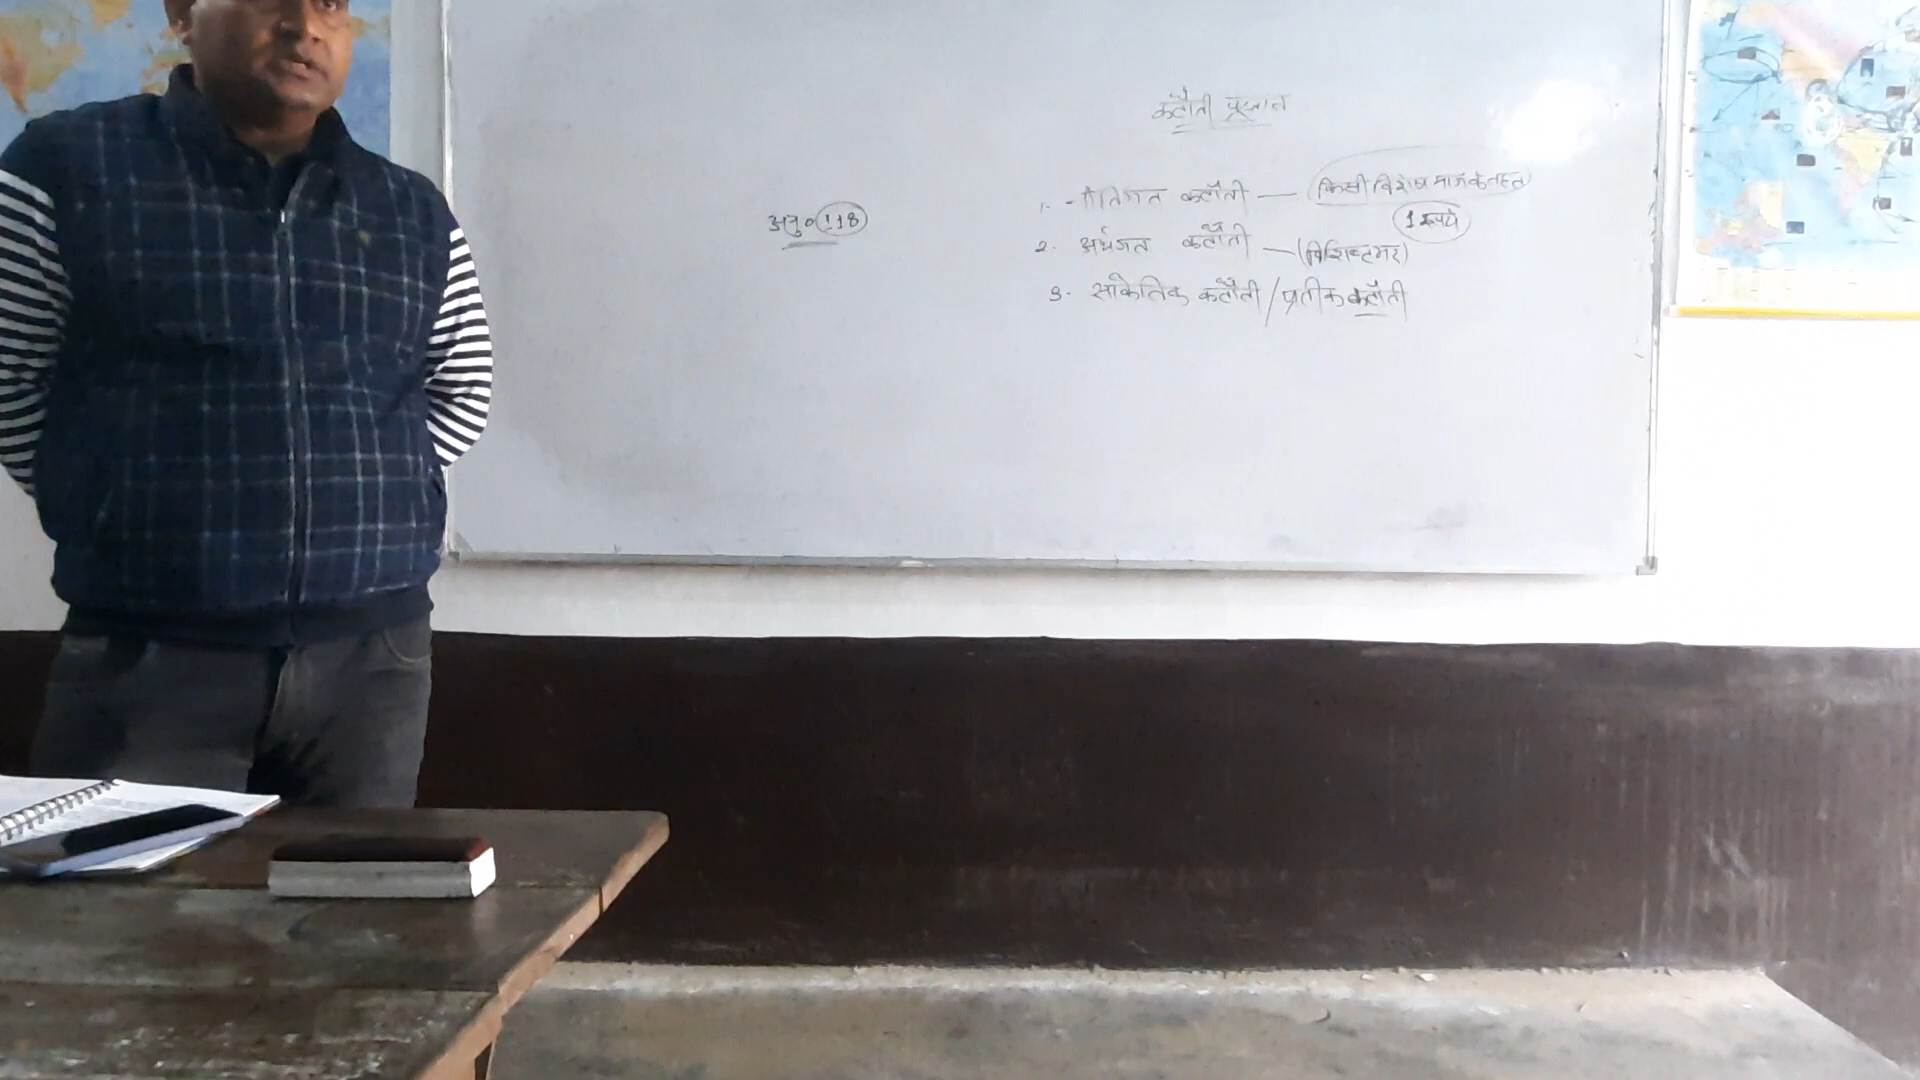 कटौती प्रस्ताव
अनु० 118
1. नीतिगत कटौती — किसी विशेष मांग के तहत
1 रूपये
2. अर्थगत कटौती —
3. सांकेतिक कटौती / प्रतीक कटौती